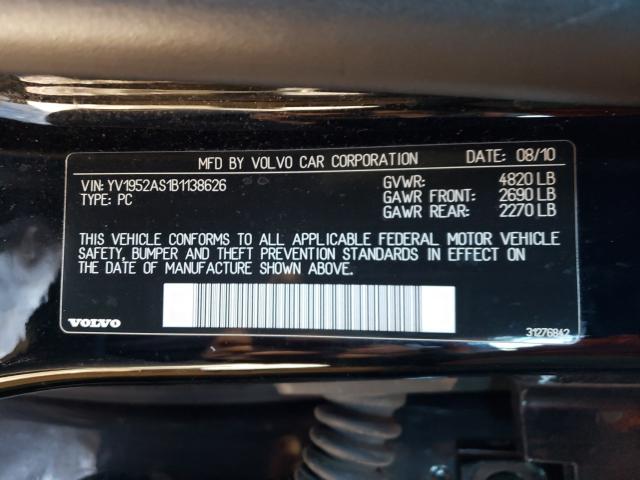 MFD BY VOLVO CAR CORPORATION DATE: 08/10
VIN: YV1952AS1B1138626 GVWR: 4820 LB
TYPE: PC GAWR FRONT: 2690 LB
GAWR REAR: 2270 LB
THIS VEHICLE CONFORMS TO ALL APPLICABLE FEDERAL MOTOR VEHICLE
SAFETY, BUMPER AND THEFT PREVENTION STANDARDS IN EFFECT ON
THE DATE OF MANUFACTURE SHOWN ABOVE.
VOLVO 31276842